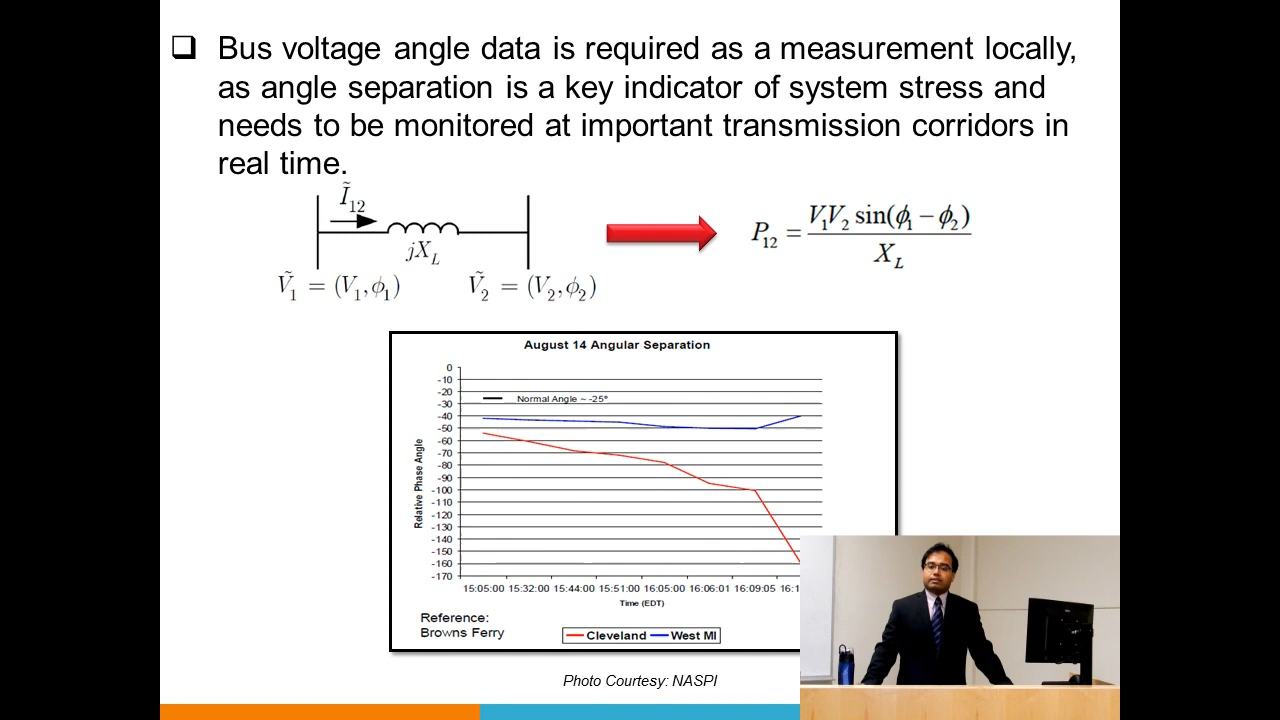 Bus voltage angle data is required as a measurement locally,
as angle separation is a key indicator of system stress and
needs to be monitored at important transmission corridors in
real time.
Ĩ12
jXL
Ṽ1 = (V1,ϕ1)
Ṽ2 = (V2,ϕ2)
P12 = V1V2 sin(ϕ1 − ϕ2) / XL
August 14 Angular Separation
Normal Angle ~ -25°
Relative Phase Angle
0
-10
-20
-30
-40
-50
-60
-70
-80
-90
-100
-110
-120
-130
-140
-150
-160
-170
15:05:00 15:32:00 15:44:00 15:51:00 16:05:00 16:06:01 16:09:05 16:1
Time (EDT)
Reference:
Browns Ferry
Cleveland West MI
Photo Courtesy: NASPI